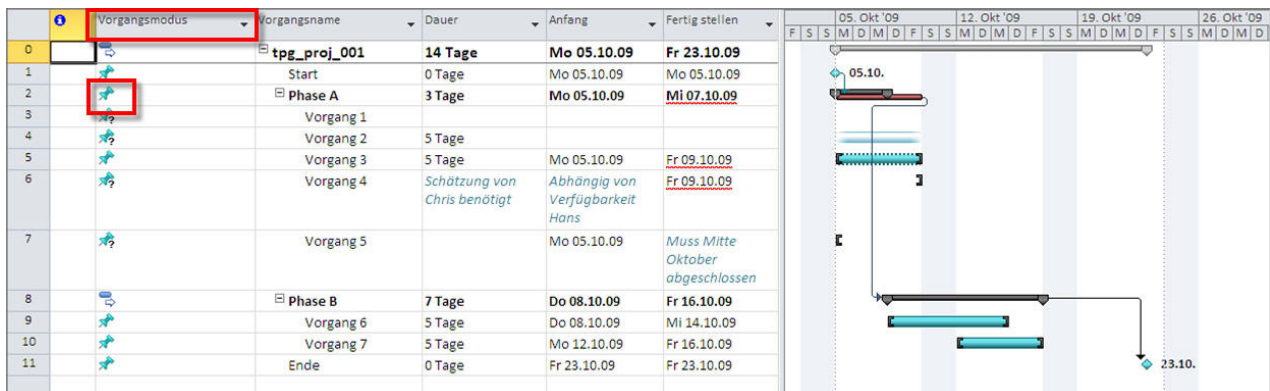 Vorgangsmodus Vorgangsname Dauer Anfang Fertig stellen 05. Okt '09 12. Okt '09 19. Okt '09 26. Okt '09
F S S M D M D F S S M D M D F S S M D M D F S S M D M D
0 tpg_proj_001 14 Tage Mo 05.10.09 Fr 23.10.09
1 Start 0 Tage Mo 05.10.09 Mo 05.10.09 05.10.
2 Phase A 3 Tage Mo 05.10.09 Mi 07.10.09
3 Vorgang 1
4 Vorgang 2 5 Tage
5 Vorgang 3 5 Tage Mo 05.10.09 Fr 09.10.09
6 Vorgang 4 Schätzung von Abhängig von Fr 09.10.09
Chris benötigt Verfügbarkeit
Hans
7 Vorgang 5 Mo 05.10.09 Muss Mitte
Oktober
abgeschlossen
8 Phase B 7 Tage Do 08.10.09 Fr 16.10.09
9 Vorgang 6 5 Tage Do 08.10.09 Mi 14.10.09
10 Vorgang 7 5 Tage Mo 12.10.09 Fr 16.10.09
11 Ende 0 Tage Fr 23.10.09 Fr 23.10.09 23.10.